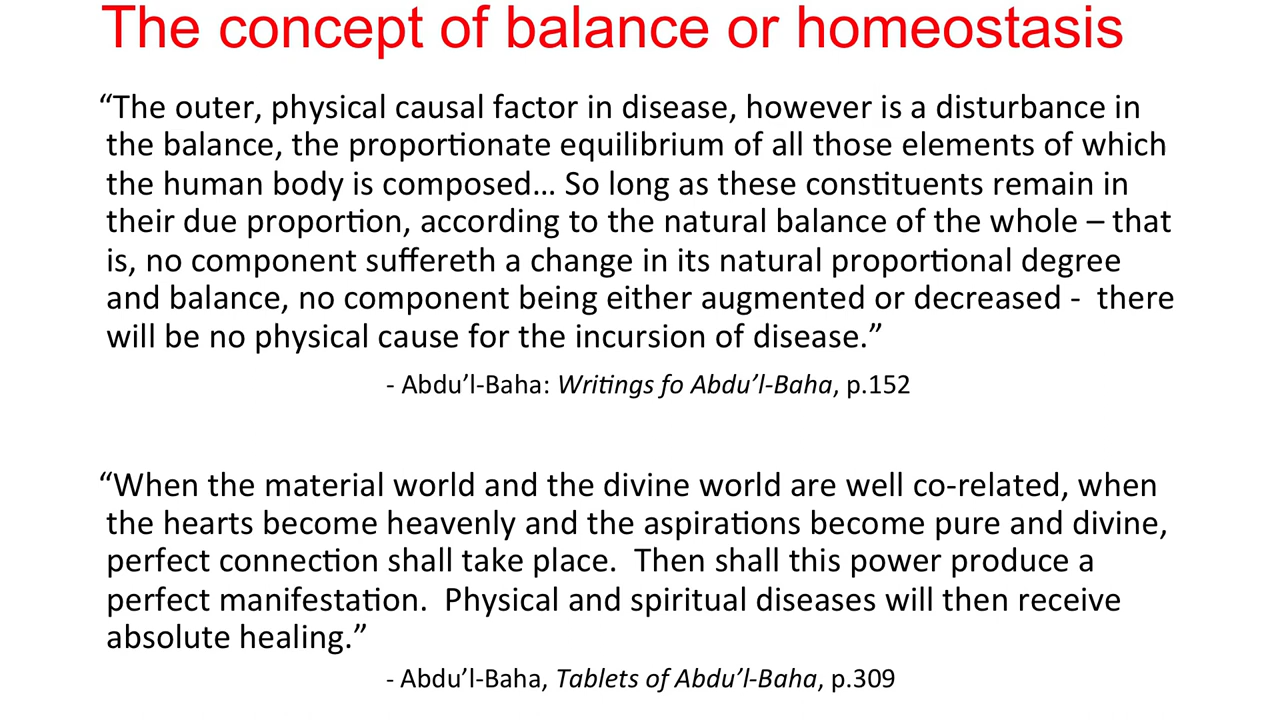 The concept of balance or homeostasis
“The outer, physical causal factor in disease, however is a disturbance in
the balance, the proportionate equilibrium of all those elements of which
the human body is composed… So long as these constituents remain in
their due proportion, according to the natural balance of the whole – that
is, no component suffereth a change in its natural proportional degree
and balance, no component being either augmented or decreased -  there
will be no physical cause for the incursion of disease.”
- Abdu’l-Baha: Writings fo Abdu’l-Baha, p.152
“When the material world and the divine world are well co-related, when
the hearts become heavenly and the aspirations become pure and divine,
perfect connection shall take place.  Then shall this power produce a
perfect manifestation.  Physical and spiritual diseases will then receive
absolute healing.”
- Abdu’l-Baha, Tablets of Abdu’l-Baha, p.309